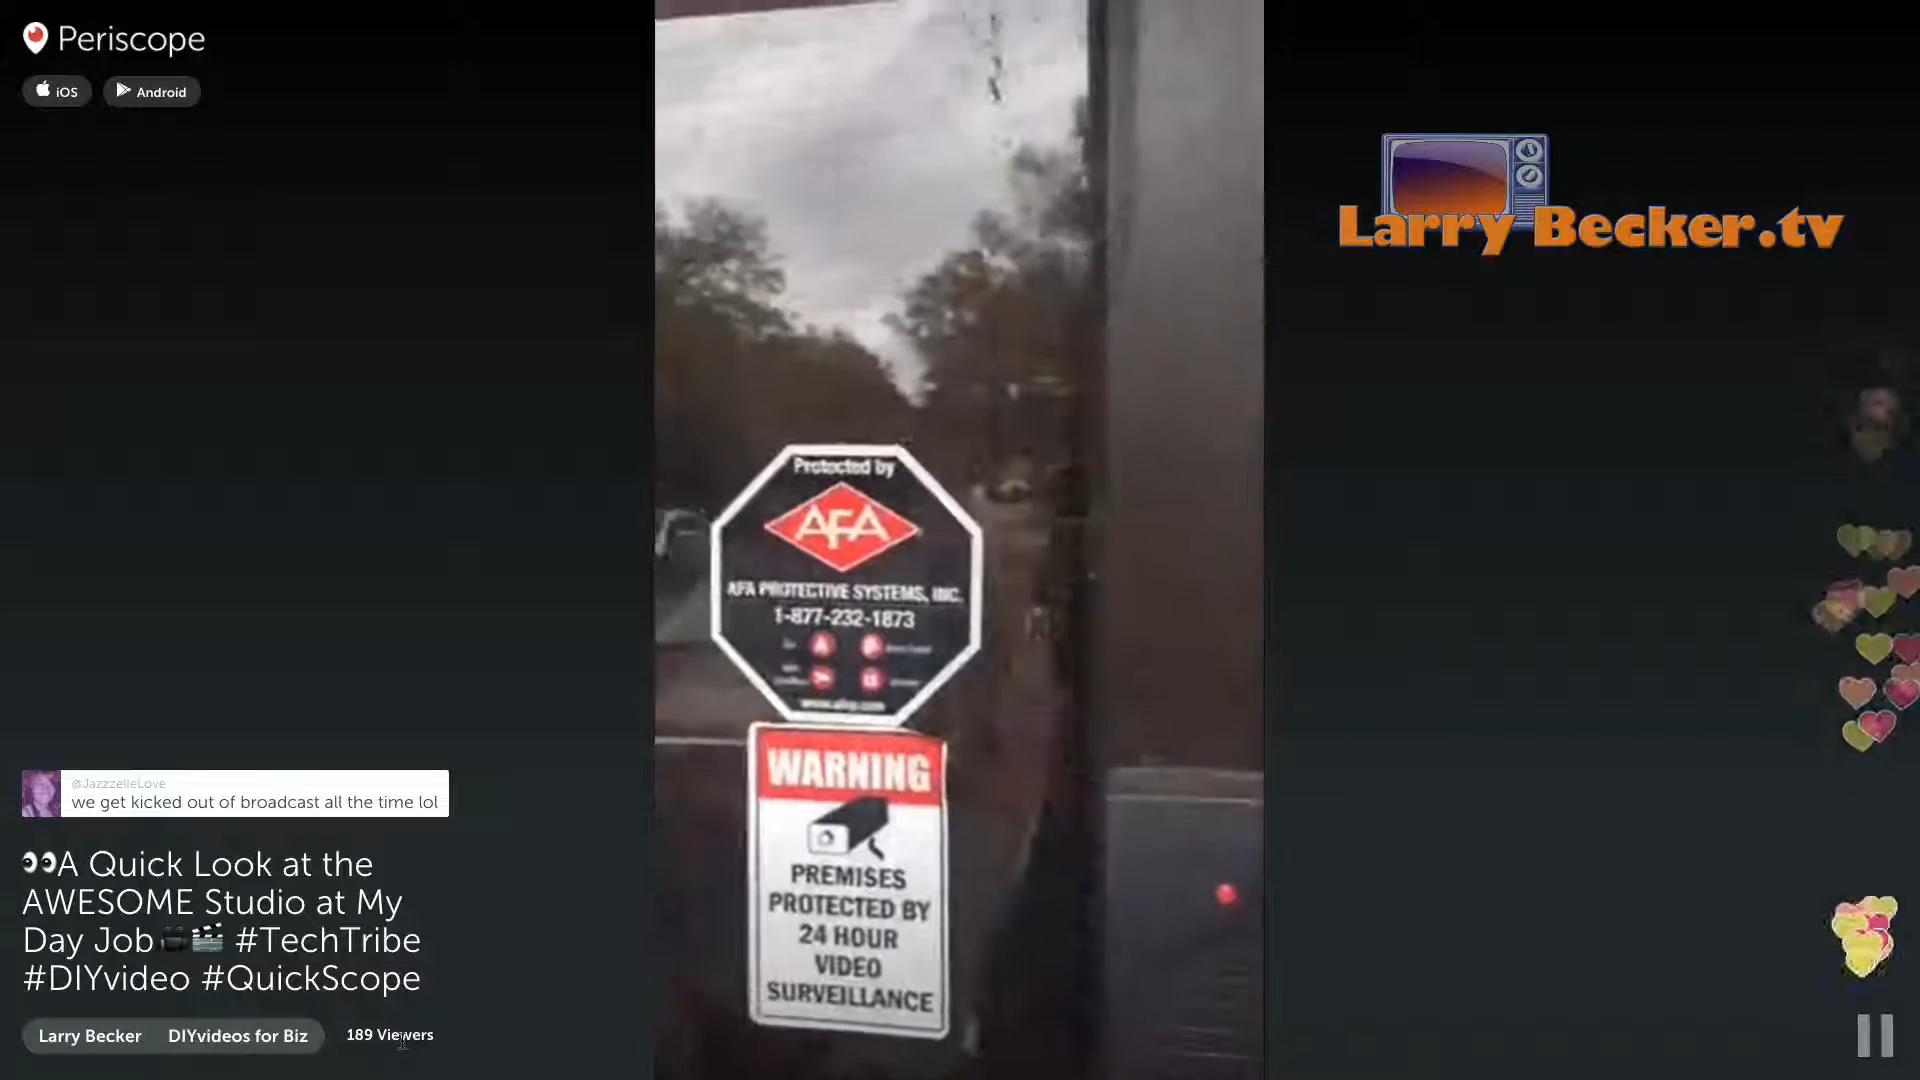 Periscope
iOS
Android
Larry Becker.tv
Protected by
AFA
AFA PROTECTIVE SYSTEMS, INC.
1-877-232-1873
WARNING
PREMISES
PROTECTED BY
24 HOUR
VIDEO
SURVEILLANCE
@JazzzelleLove
we get kicked out of broadcast all the time lol
👀A Quick Look at the
AWESOME Studio at My
Day Job🎥🎬 #TechTribe
#DIYvideo #QuickScope
Larry Becker
DIYvideos for Biz
189 Viewers